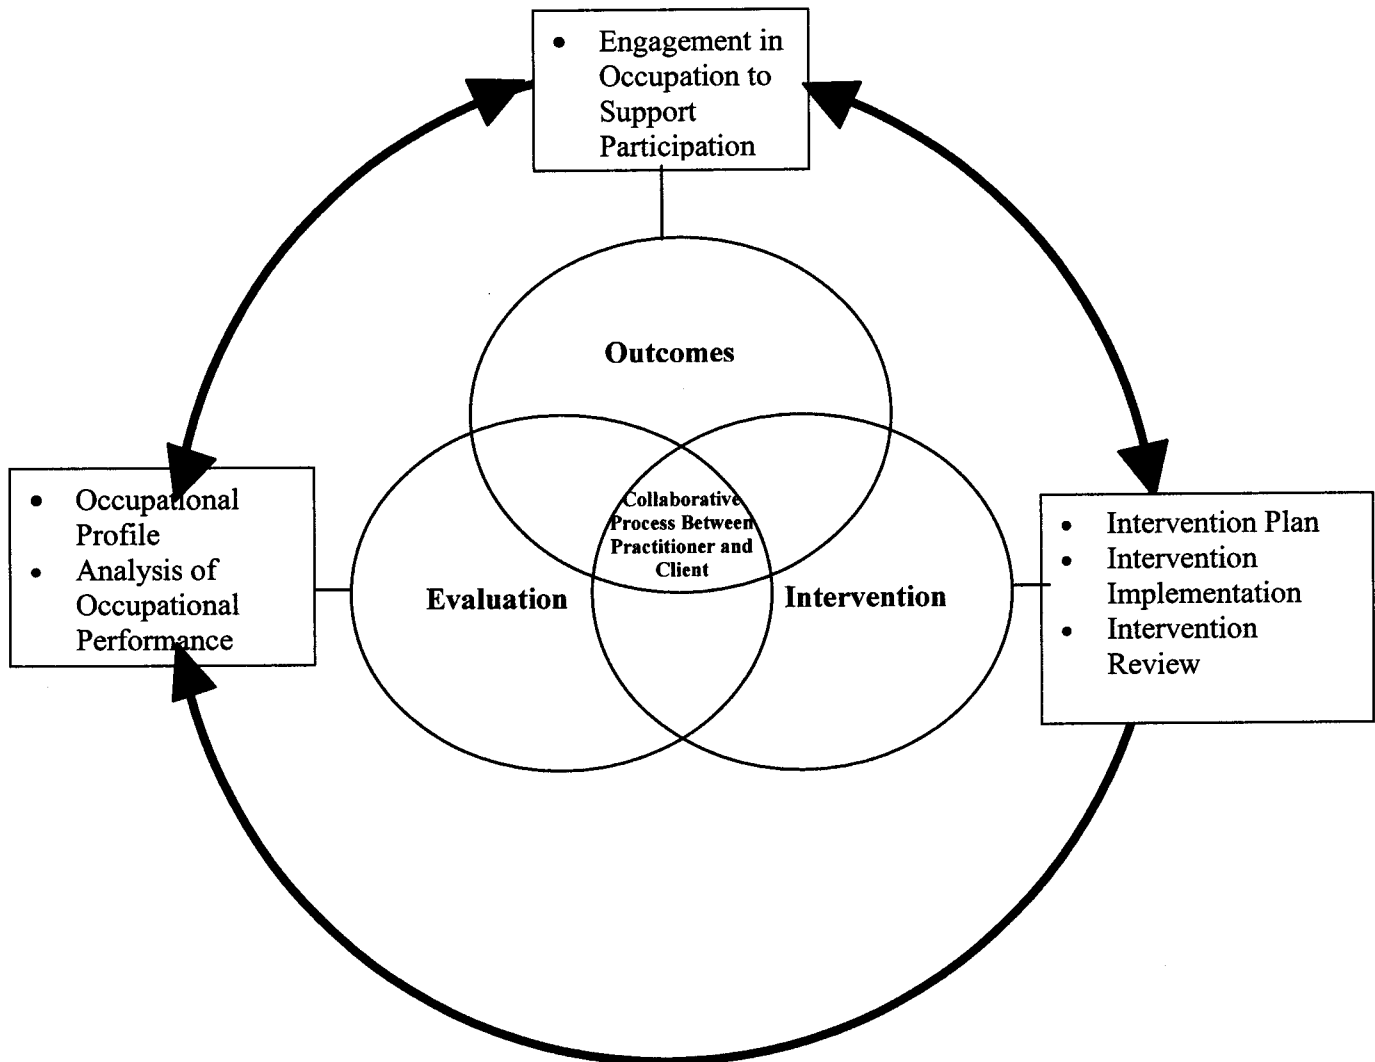 • Engagement in
Occupation to
Support
Participation
Outcomes
Collaborative
Process Between
Practitioner and
Client
Evaluation
Intervention
• Occupational
Profile
• Analysis of
Occupational
Performance
• Intervention Plan
• Intervention
Implementation
• Intervention
Review